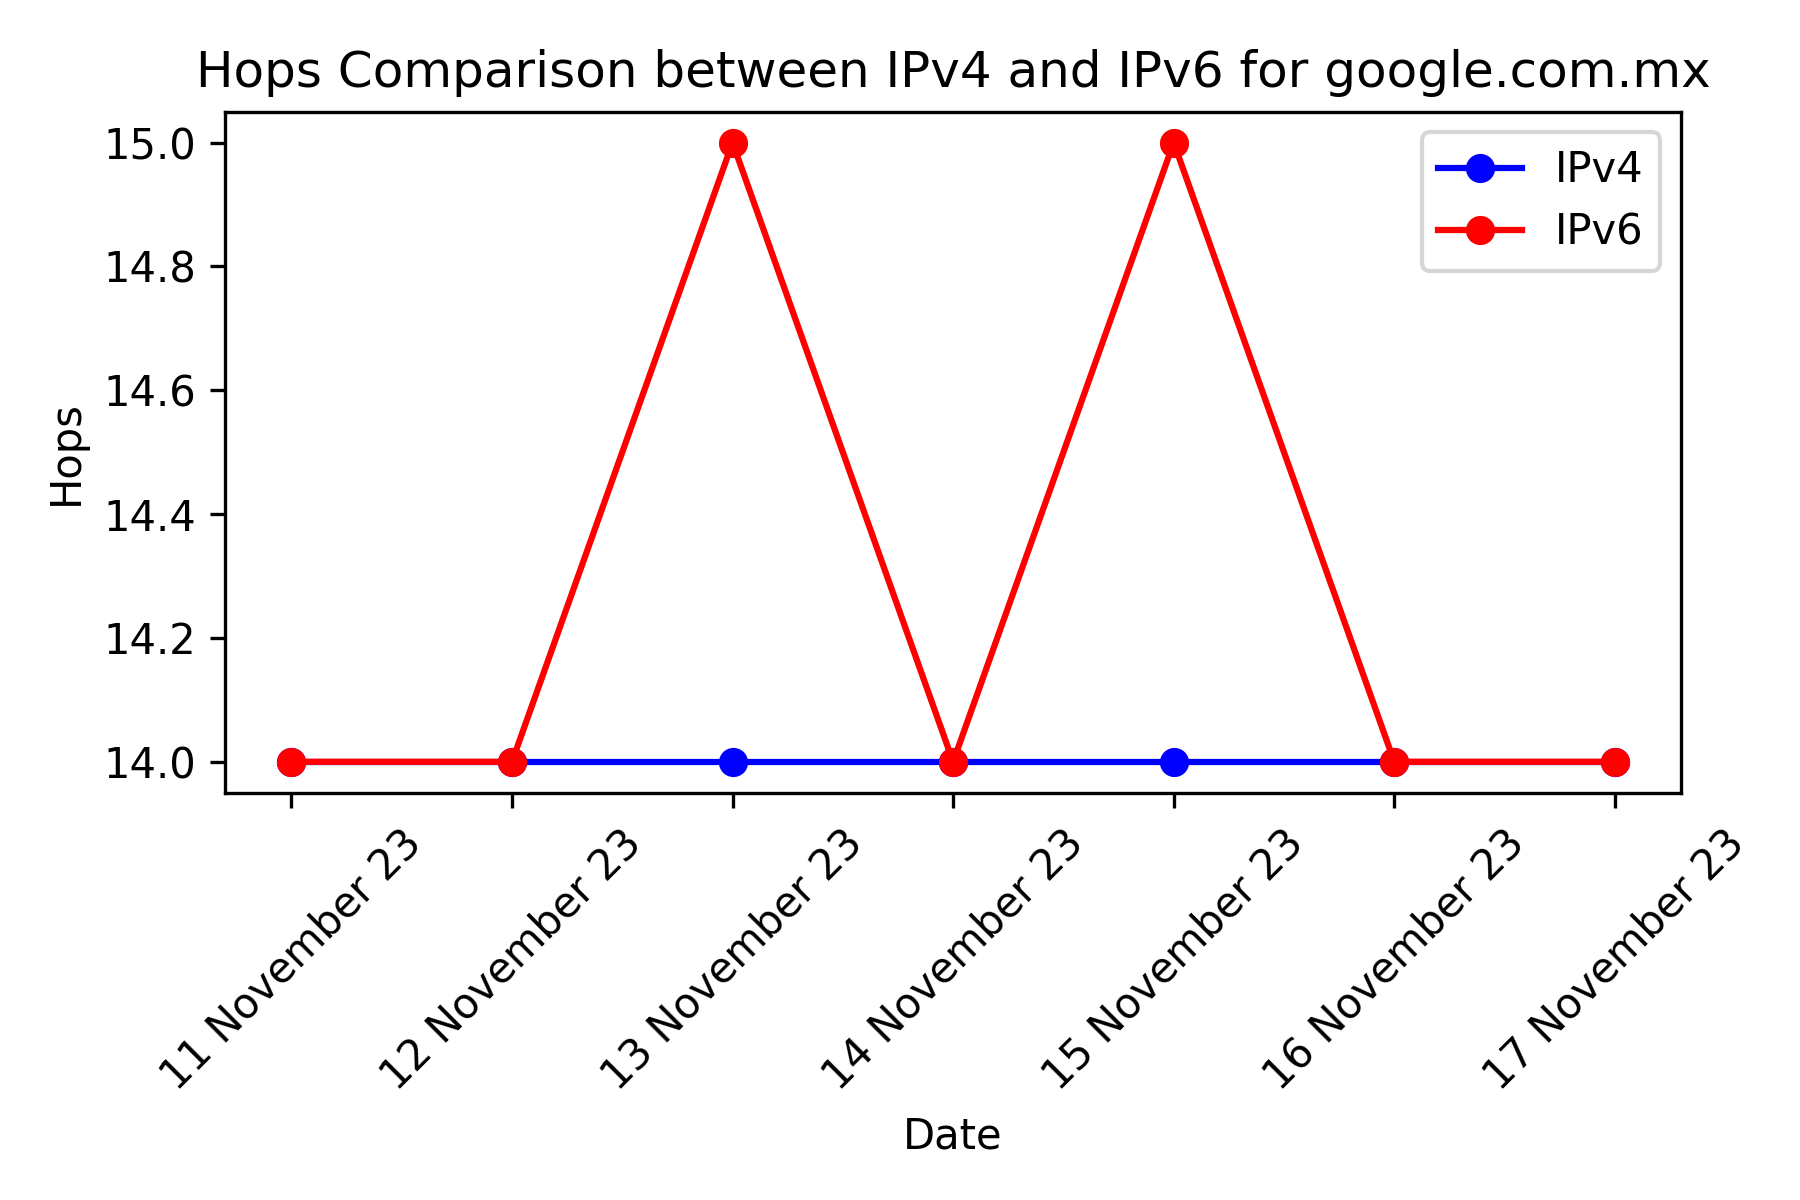 Hops Comparison between IPv4 and IPv6 for google.com.mx
15.0
14.8
14.6
14.4
14.2
14.0
Hops
IPv4
IPv6
11 November 23
12 November 23
13 November 23
14 November 23
15 November 23
16 November 23
17 November 23
Date